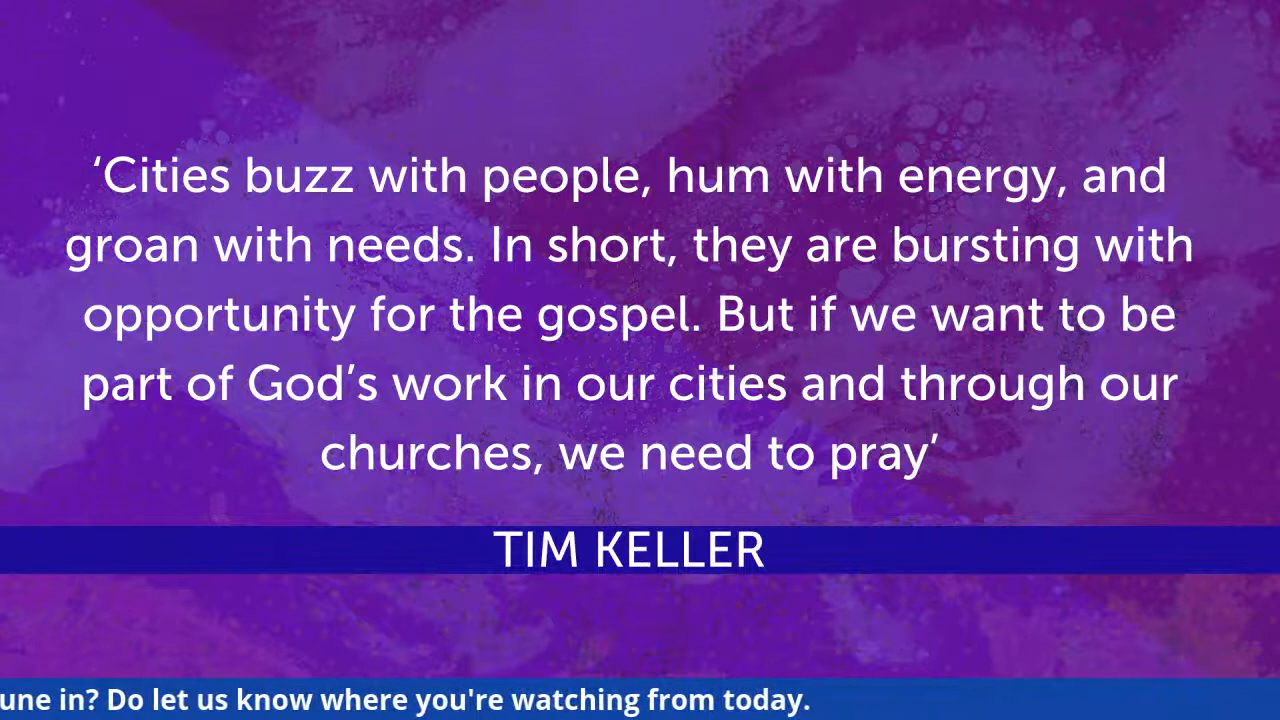 ‘Cities buzz with people, hum with energy, and
groan with needs. In short, they are bursting with
opportunity for the gospel. But if we want to be
part of God’s work in our cities and through our
churches, we need to pray’
TIM KELLER
une in? Do let us know where you're watching from today.